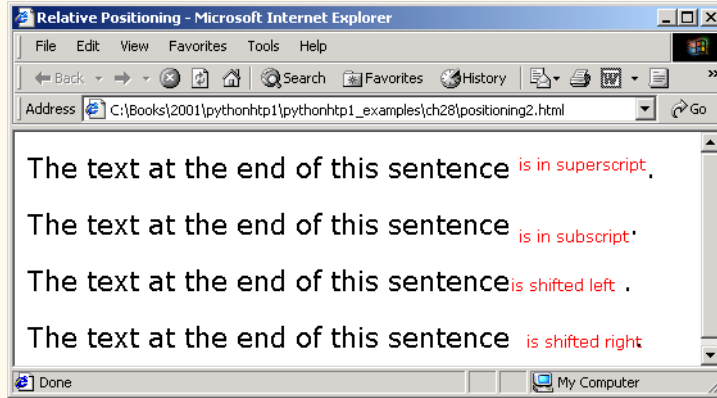 Relative Positioning - Microsoft Internet Explorer
File Edit View Favorites Tools Help
Back Search Favorites History »
Address C:\Books\2001\pythonhtp1\pythonhtp1_examples\ch28\positioning2.html Go
The text at the end of this sentence is in superscript.
The text at the end of this sentence is in subscript.
The text at the end of this sentence is shifted left .
The text at the end of this sentence is shifted right.
Done My Computer